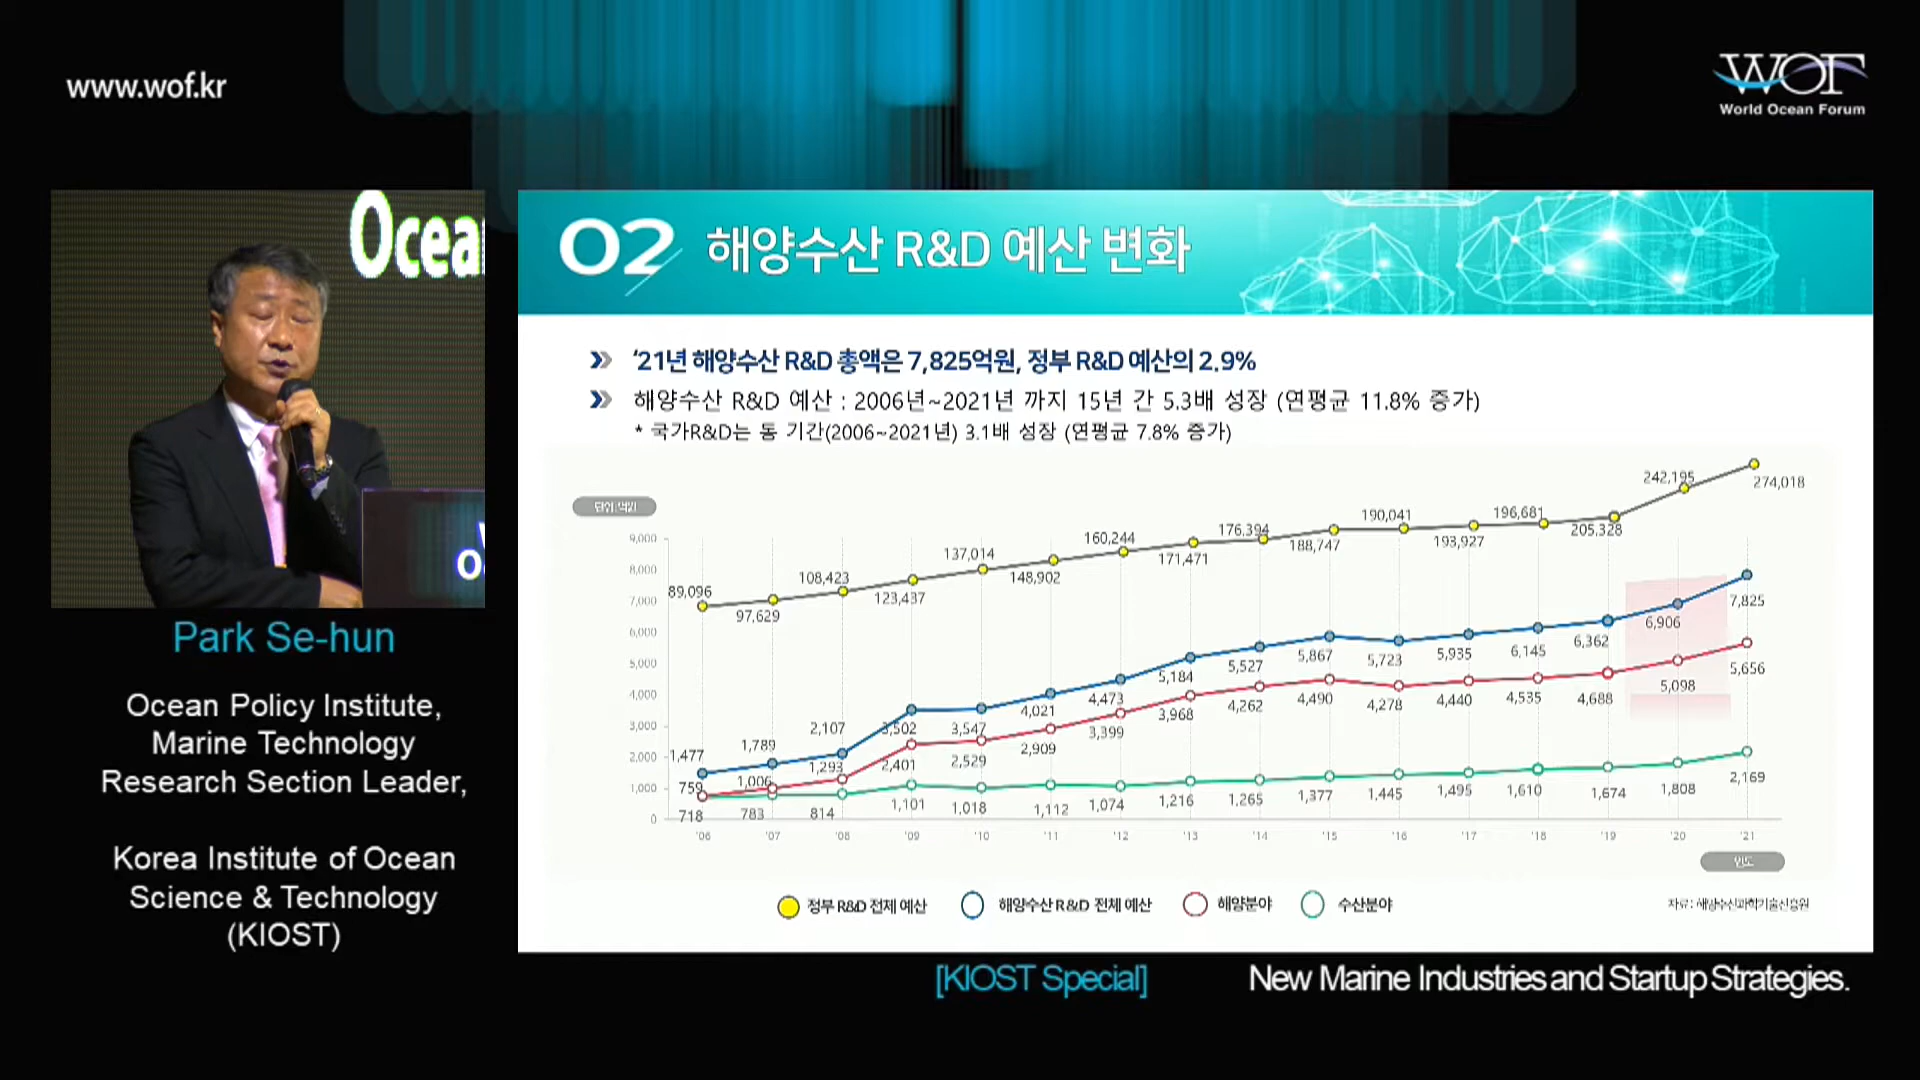 www.wof.kr
WOF
World Ocean Forum
Ocea
Park Se-hun
Ocean Policy Institute,
Marine Technology
Research Section Leader,
Korea Institute of Ocean
Science & Technology
(KIOST)
02 해양수산 R&D 예산 변화
‘21년 해양수산 R&D 총액은 7,825억원, 정부 R&D 예산의 2.9%
해양수산 R&D 예산 : 2006년~2021년 까지 15년 간 5.3배 성장 (연평균 11.8% 증가)
* 국가R&D는 동 기간(2006~2021년) 3.1배 성장 (연평균 7.8% 증가)
단위:억원
9,000
8,000
7,000
6,000
5,000
4,000
3,000
2,000
1,000
0
89,096 97,629 108,423 123,437 137,014 148,902 160,244 171,471 176,394 188,747 190,041 193,927 196,681 205,328 242,195 274,018
1,477 1,789 2,107 3,502 3,547 4,021 4,473 5,184 5,527 5,867 5,723 5,935 6,145 6,362 6,906 7,825
759 1,006 1,293 2,401 2,529 2,909 3,399 3,968 4,262 4,490 4,278 4,440 4,535 4,688 5,098 5,656
718 783 814 1,101 1,018 1,112 1,074 1,216 1,265 1,377 1,445 1,495 1,610 1,674 1,808 2,169
'06 '07 '08 '09 '10 '11 '12 '13 '14 '15 '16 '17 '18 '19 '20 '21
정부 R&D 전체 예산 해양수산 R&D 전체 예산 해양분야 수산분야
자료 : 해양수산과학기술진흥원
[KIOST Special] New Marine Industries and Startup Strategies.